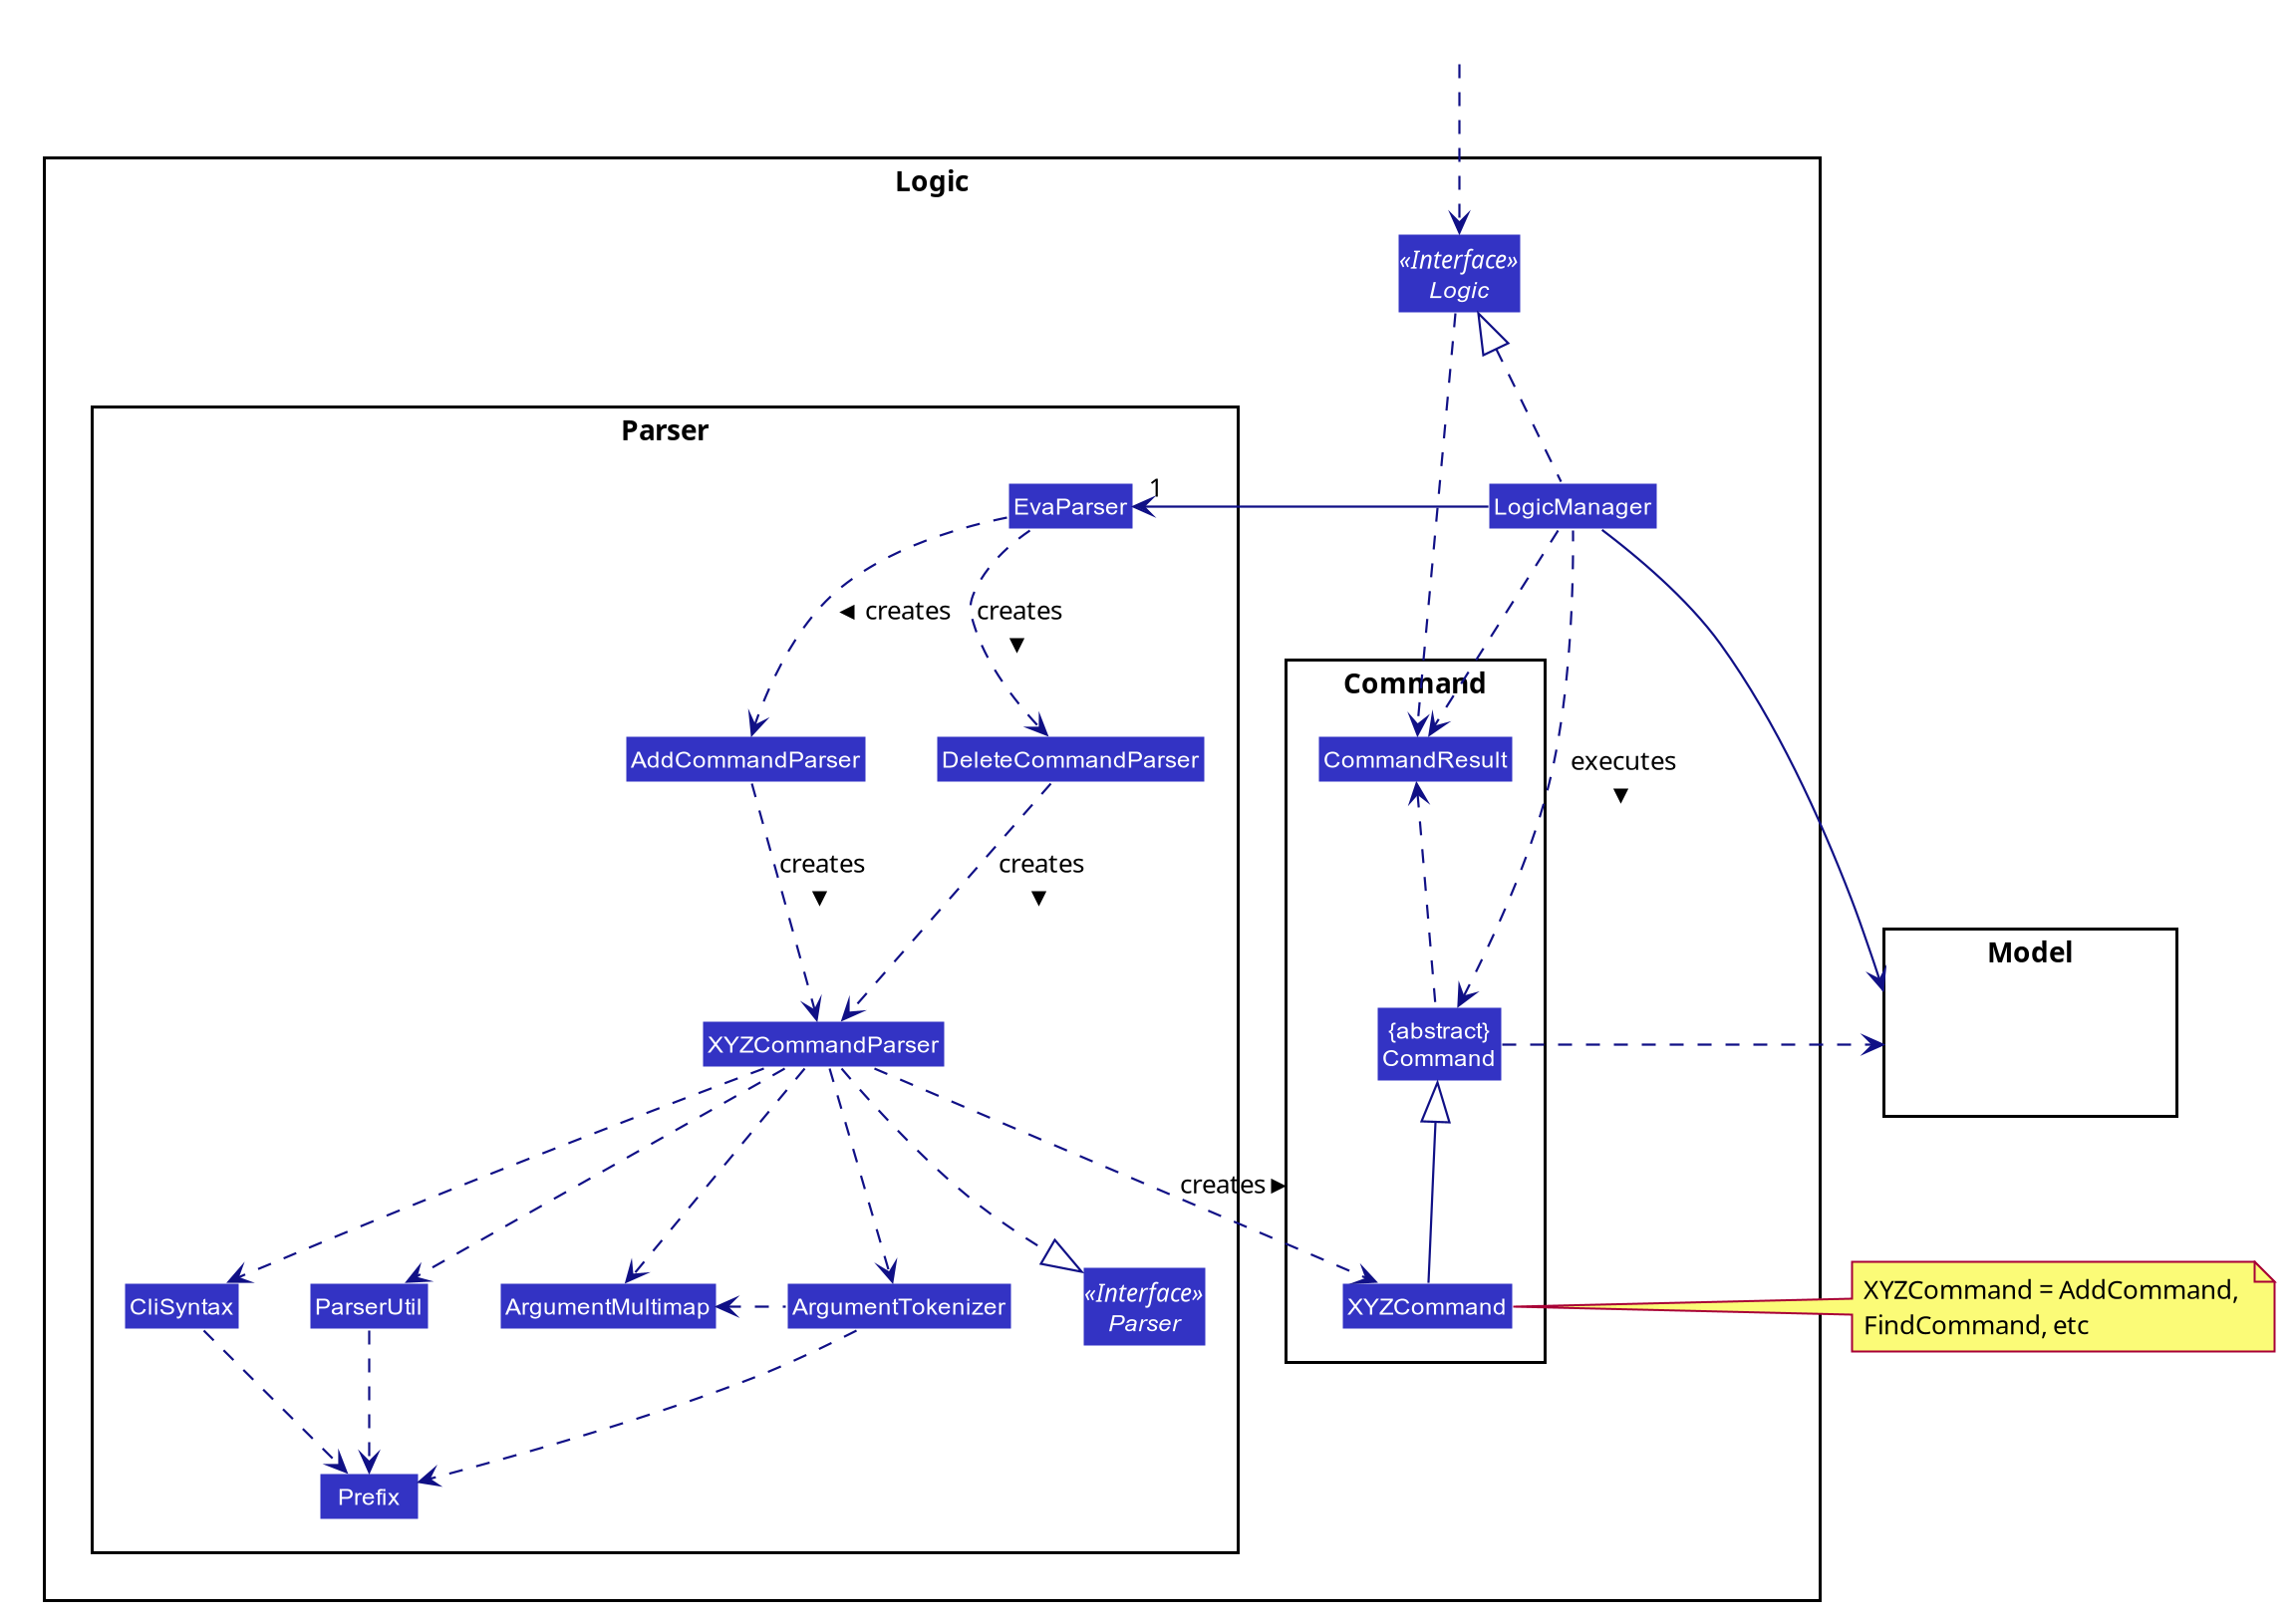 Logic
«Interface»
Logic
Parser
1
EvaParser
LogicManager
◄ creates
creates
▼
Command
AddCommandParser
DeleteCommandParser
CommandResult
executes
▼
creates
▼
creates
▼
Model
XYZCommandParser
{abstract}
Command
creates ►
CliSyntax
ParserUtil
ArgumentMultimap
ArgumentTokenizer
«Interface»
Parser
XYZCommand
XYZCommand = AddCommand,
FindCommand, etc
Prefix